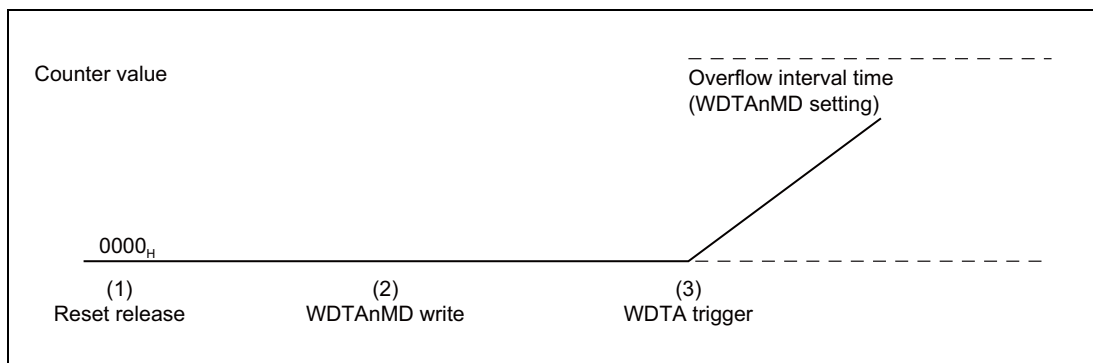 Counter value
Overflow interval time
(WDTAnMD setting)
0000H
(1)
Reset release
(2)
WDTAnMD write
(3)
WDTA trigger